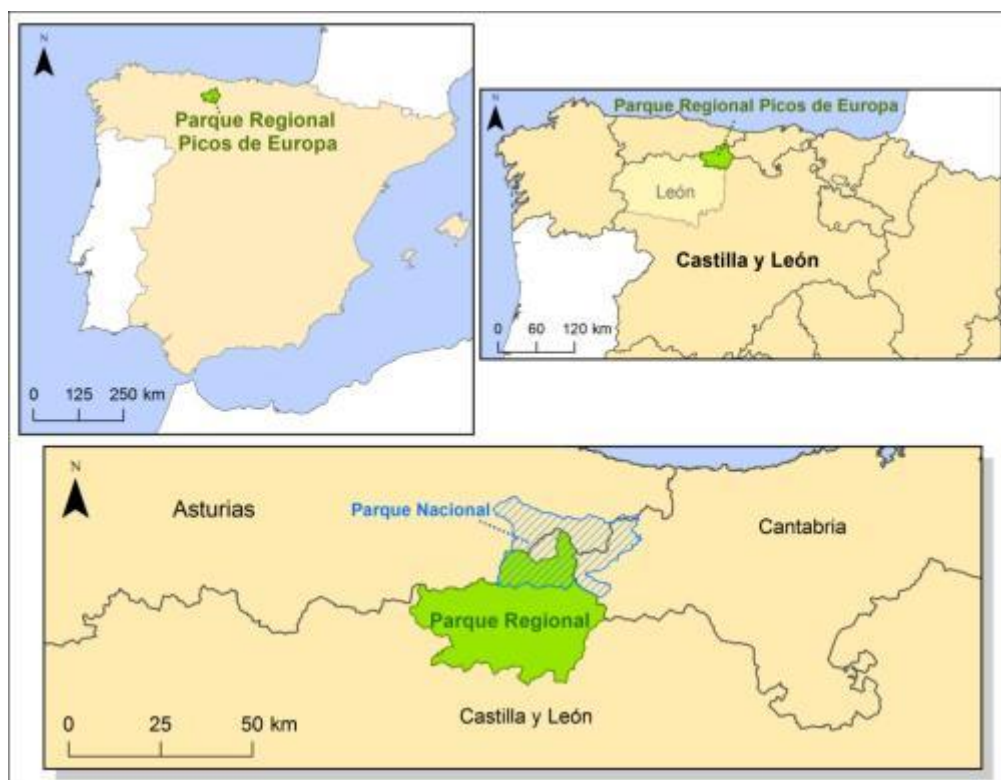 N
Parque Regional
Picos de Europa
0 125 250 km
N
Parque Regional Picos de Europa
León
Castilla y León
0 60 120 km
N
Asturias
Parque Nacional
Cantabria
Parque Regional
Castilla y León
0 25 50 km